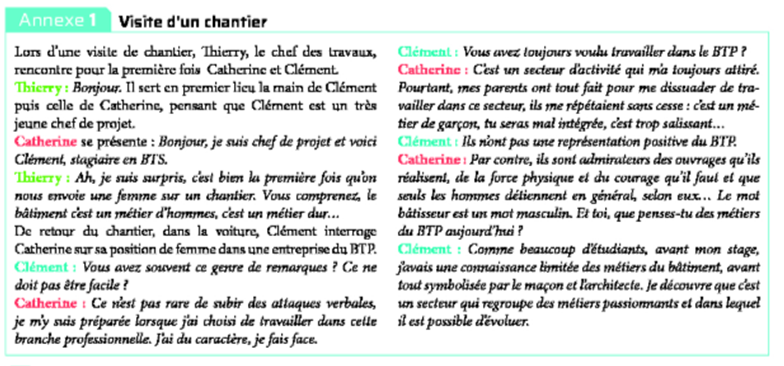 Annexe 1 Visite d'un chantier
Lors d'une visite de chantier, Thierry, le chef des travaux,
rencontre pour la première fois Catherine et Clément.
Thierry : Bonjour. Il sert en premier lieu la main de Clément
puis celle de Catherine, pensant que Clément est un très
jeune chef de projet.
Catherine se présente : Bonjour, je suis chef de projet et voici
Clément, stagiaire en BTS.
Thierry : Ah, je suis surpris, c'est bien la première fois qu'on
nous envoie une femme sur un chantier. Vous comprenez, le
bâtiment c'est un métier d'hommes, c'est un métier dur...
De retour du chantier, dans la voiture, Clément interroge
Catherine sur sa position de femme dans une entreprise du BTP.
Clément : Vous avez souvent ce genre de remarques ? Ce ne
doit pas être facile ?
Catherine : Ce n'est pas rare de subir des attaques verbales,
je m'y suis préparée lorsque j'ai choisi de travailler dans cette
branche professionnelle. J'ai du caractère, je fais face.
Clément : Vous avez toujours voulu travailler dans le BTP ?
Catherine : C'est un secteur d'activité qui m'a toujours attiré.
Pourtant, mes parents ont tout fait pour me dissuader de tra-
vailler dans ce secteur, ils me répétaient sans cesse : c'est un mé-
tier de garçon, tu seras mal intégrée, c'est trop salissant...
Clément : Ils n'ont pas une représentation positive du BTP.
Catherine : Par contre, ils sont admirateurs des ouvrages qu'ils
réalisent, de la force physique et du courage qu'il faut et que
seuls les hommes détiennent en général, selon eux... Le mot
bâtisseur est un mot masculin. Et toi, que penses-tu des métiers
du BTP aujourd'hui ?
Clément : Comme beaucoup d'étudiants, avant mon stage,
j'avais une connaissance limitée des métiers du bâtiment, avant
tout symbolisée par le maçon et l'architecte. Je découvre que c'est
un secteur qui regroupe des métiers passionnants et dans lequel
il est possible d'évoluer.